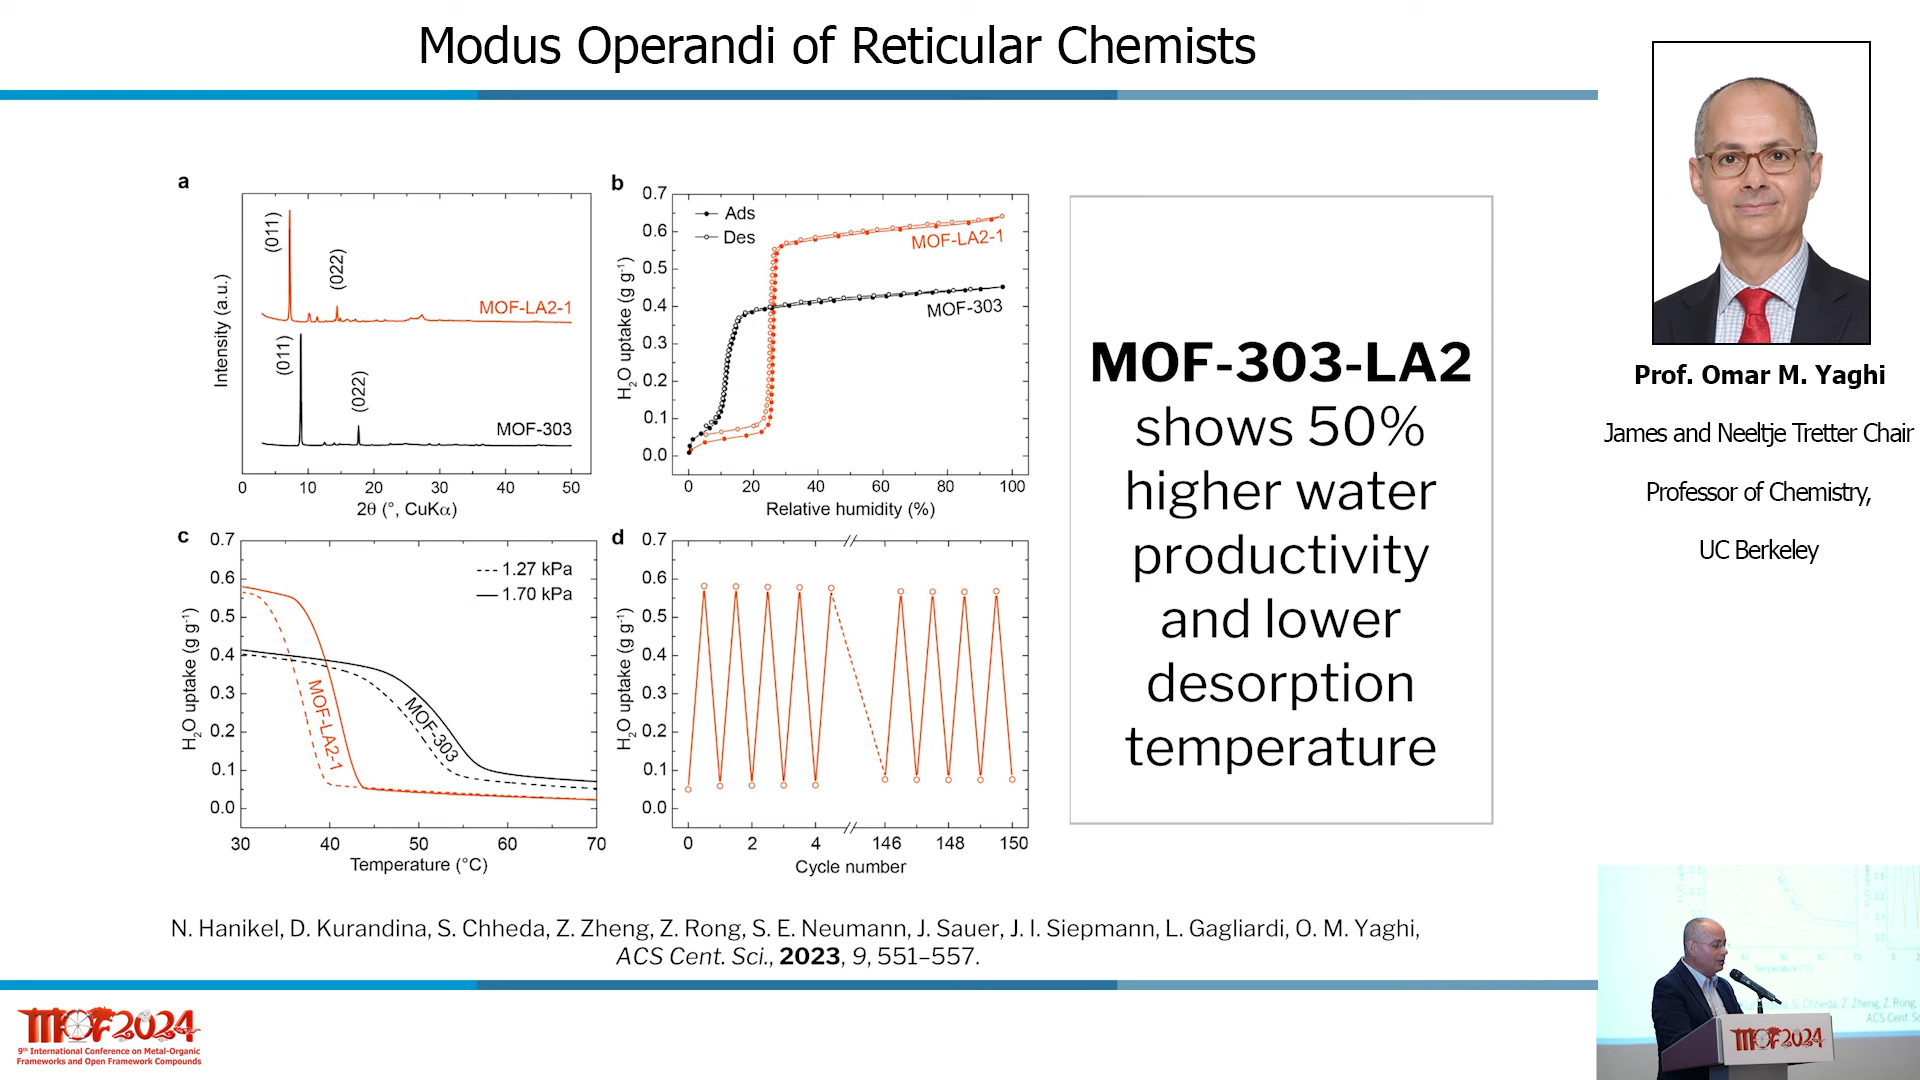 Modus Operandi of Reticular Chemists
a
Intensity (a.u.)
(011)
(022)
MOF-LA2-1
(011)
(022)
MOF-303
0 10 20 30 40 50
2θ (°, CuKα)
b
H2O uptake (g g-1)
0.7
0.6
0.5
0.4
0.3
0.2
0.1
0.0
Ads
Des
MOF-LA2-1
MOF-303
0 20 40 60 80 100
Relative humidity (%)
c
H2O uptake (g g-1)
0.7
0.6
0.5
0.4
0.3
0.2
0.1
0.0
1.27 kPa
1.70 kPa
MOF-LA2-1
MOF-303
30 40 50 60 70
Temperature (°C)
d
H2O uptake (g g-1)
0.7
0.6
0.5
0.4
0.3
0.2
0.1
0.0
0 2 4 146 148 150
Cycle number
MOF-303-LA2
shows 50%
higher water
productivity
and lower
desorption
temperature
N. Hanikel, D. Kurandina, S. Chheda, Z. Zheng, Z. Rong, S. E. Neumann, J. Sauer, J. I. Siepmann, L. Gagliardi, O. M. Yaghi,
ACS Cent. Sci., 2023, 9, 551–557.
Prof. Omar M. Yaghi
James and Neeltje Tretter Chair
Professor of Chemistry,
UC Berkeley
MOF2024
9th International Conference on Metal-Organic
Frameworks and Open Framework Compounds
Temperature (°C)
S. Chheda, Z. Zheng, Z. Rong,
ACS Cent.
MOF2024